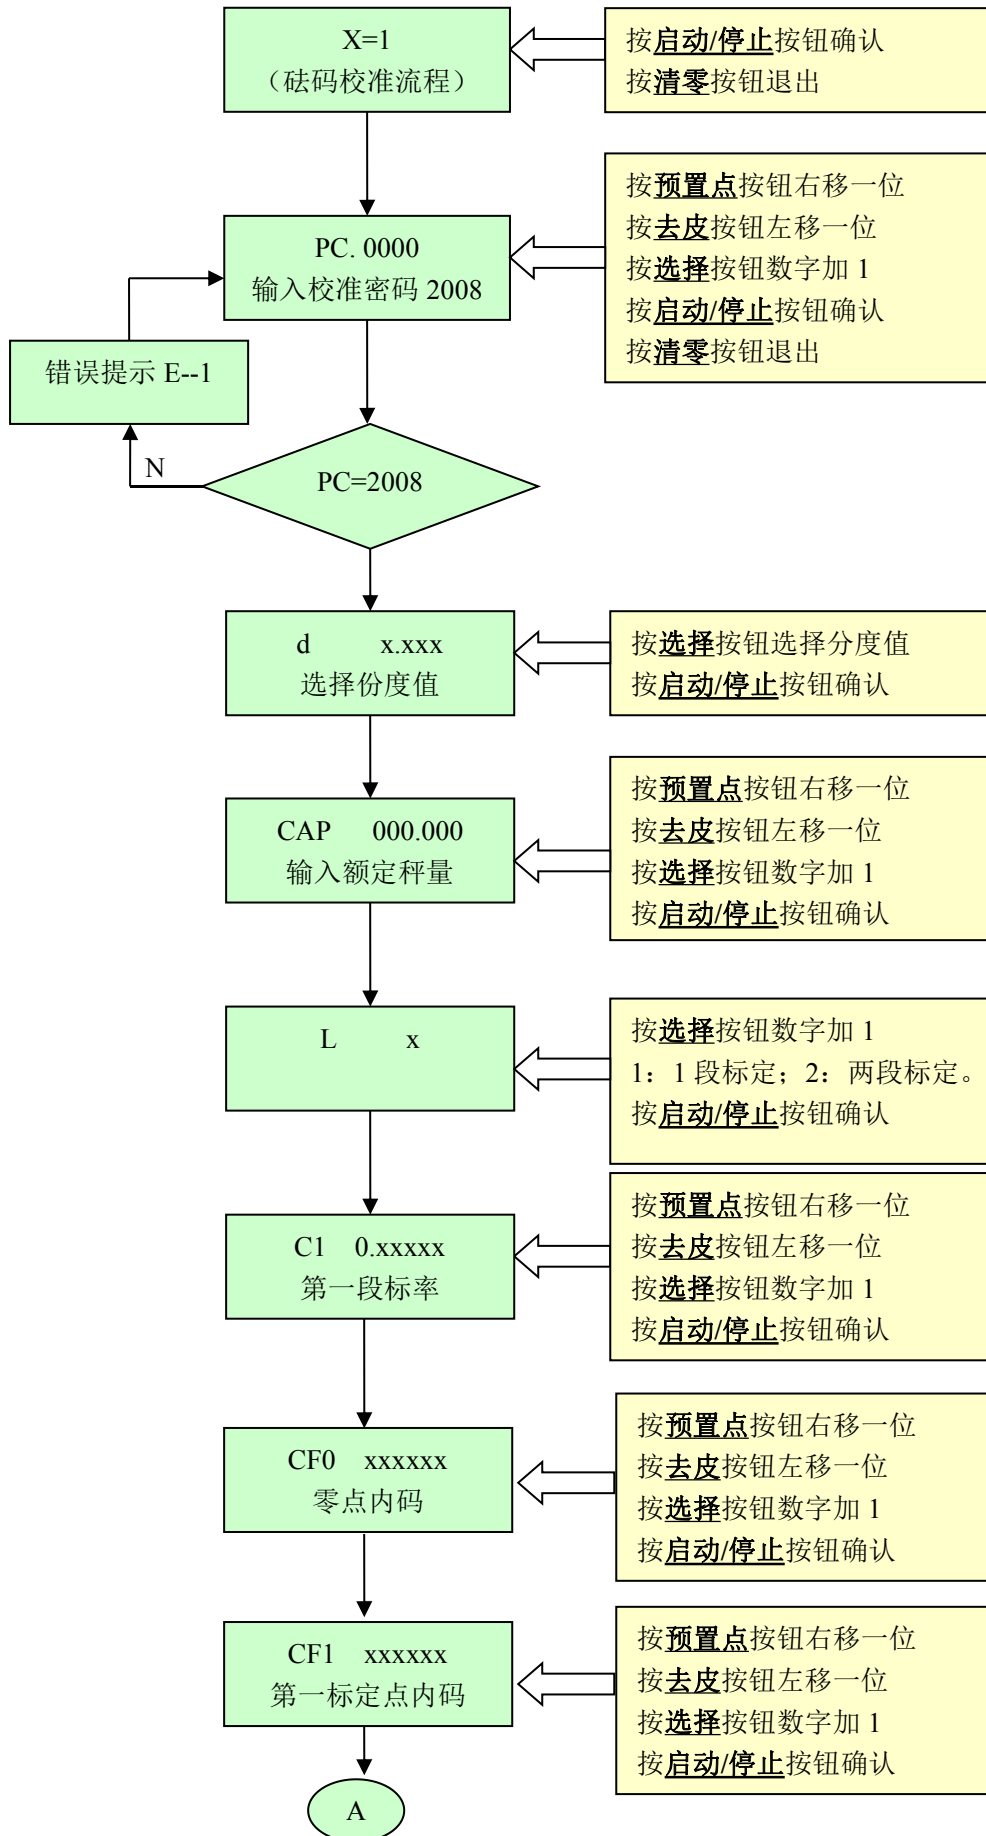 X=1
（砝码校准流程）
按启动/停止按钮确认
按清零按钮退出
PC. 0000
输入校准密码 2008
按预置点按钮右移一位
按去皮按钮左移一位
按选择按钮数字加 1
按启动/停止按钮确认
按清零按钮退出
错误提示 E--1
N
PC=2008
d x.xxx
选择份度值
按选择按钮选择分度值
按启动/停止按钮确认
CAP 000.000
输入额定秤量
按预置点按钮右移一位
按去皮按钮左移一位
按选择按钮数字加 1
按启动/停止按钮确认
L x
按选择按钮数字加 1
1：1 段标定；2：两段标定。
按启动/停止按钮确认
C1 0.xxxxx
第一段标率
按预置点按钮右移一位
按去皮按钮左移一位
按选择按钮数字加 1
按启动/停止按钮确认
CF0 xxxxxx
零点内码
按预置点按钮右移一位
按去皮按钮左移一位
按选择按钮数字加 1
按启动/停止按钮确认
CF1 xxxxxx
第一标定点内码
按预置点按钮右移一位
按去皮按钮左移一位
按选择按钮数字加 1
按启动/停止按钮确认
A